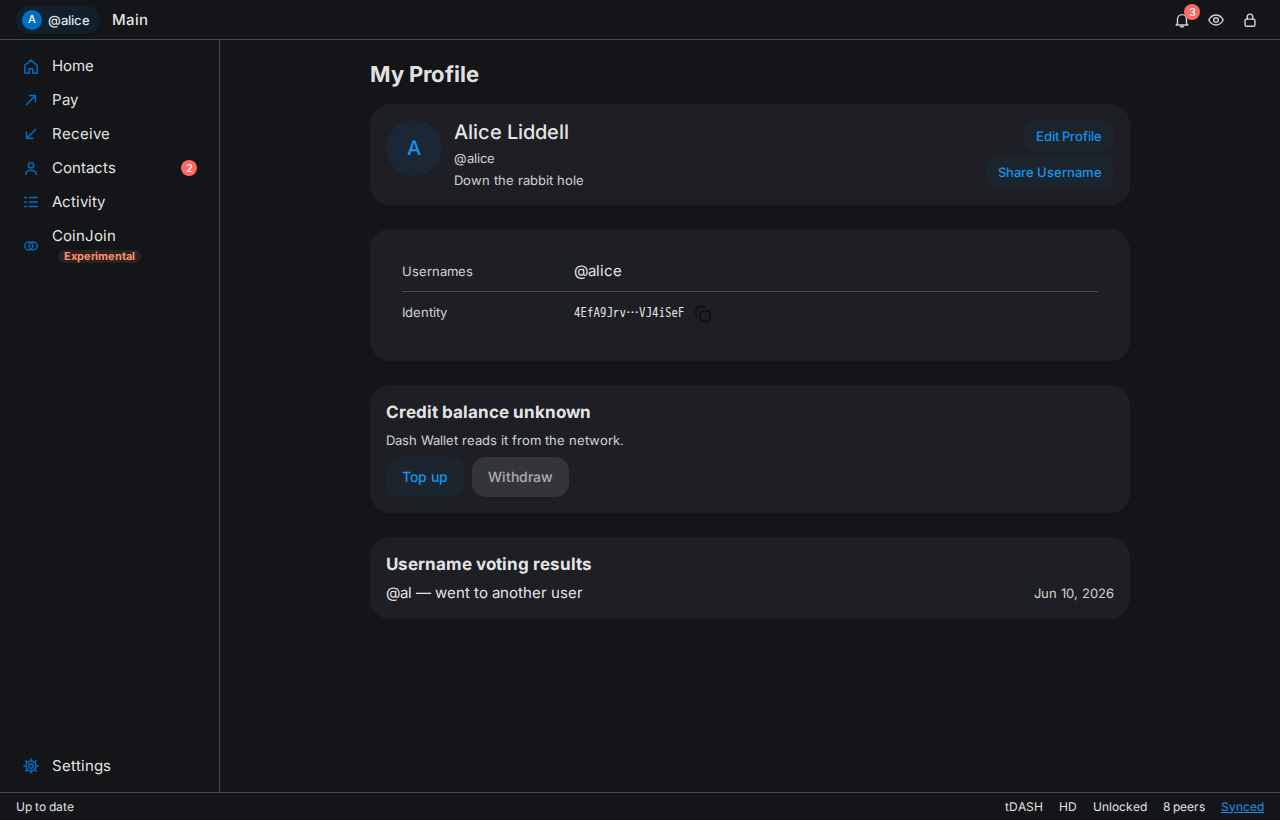 A @alice Main 3
Home
Pay
Receive
Contacts 2
Activity
CoinJoin
Experimental
Settings
My Profile
A
Alice Liddell
@alice
Down the rabbit hole
Edit Profile
Share Username
Usernames @alice
Identity 4EfA9Jrv⋯VJ4iSeF
Credit balance unknown
Dash Wallet reads it from the network.
Top up Withdraw
Username voting results
@al — went to another user Jun 10, 2026
Up to date tDASH HD Unlocked 8 peers Synced